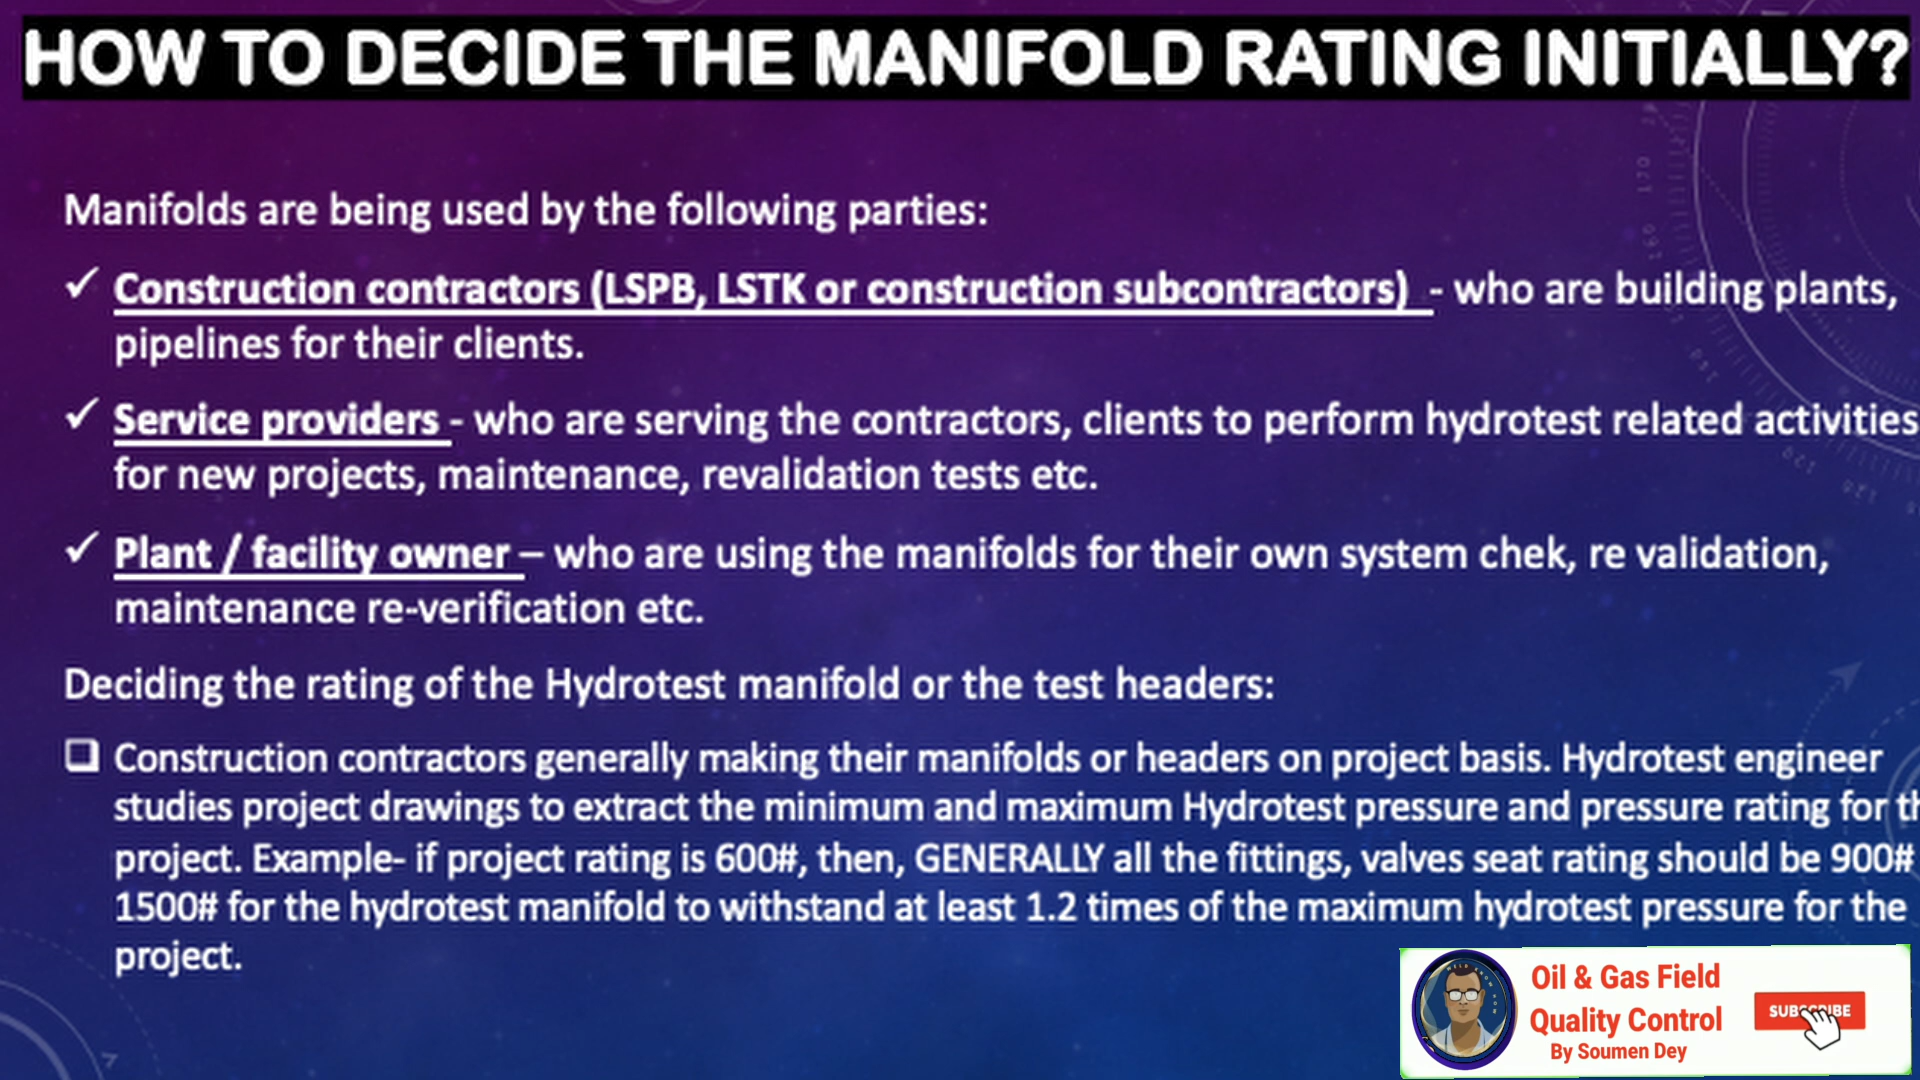 HOW TO DECIDE THE MANIFOLD RATING INITIALLY?
Manifolds are being used by the following parties:
✓ Construction contractors (LSPB, LSTK or construction subcontractors) - who are building plants,
pipelines for their clients.
✓ Service providers - who are serving the contractors, clients to perform hydrotest related activities
for new projects, maintenance, revalidation tests etc.
✓ Plant / facility owner – who are using the manifolds for their own system chek, re validation,
maintenance re-verification etc.
Deciding the rating of the Hydrotest manifold or the test headers:
❑ Construction contractors generally making their manifolds or headers on project basis. Hydrotest engineer
studies project drawings to extract the minimum and maximum Hydrotest pressure and pressure rating for
project. Example- if project rating is 600#, then, GENERALLY all the fittings, valves seat rating should be 900#
1500# for the hydrotest manifold to withstand at least 1.2 times of the maximum hydrotest pressure for the
project.
Oil & Gas Field
Quality Control
By Soumen Dey
SUBSCRIBE